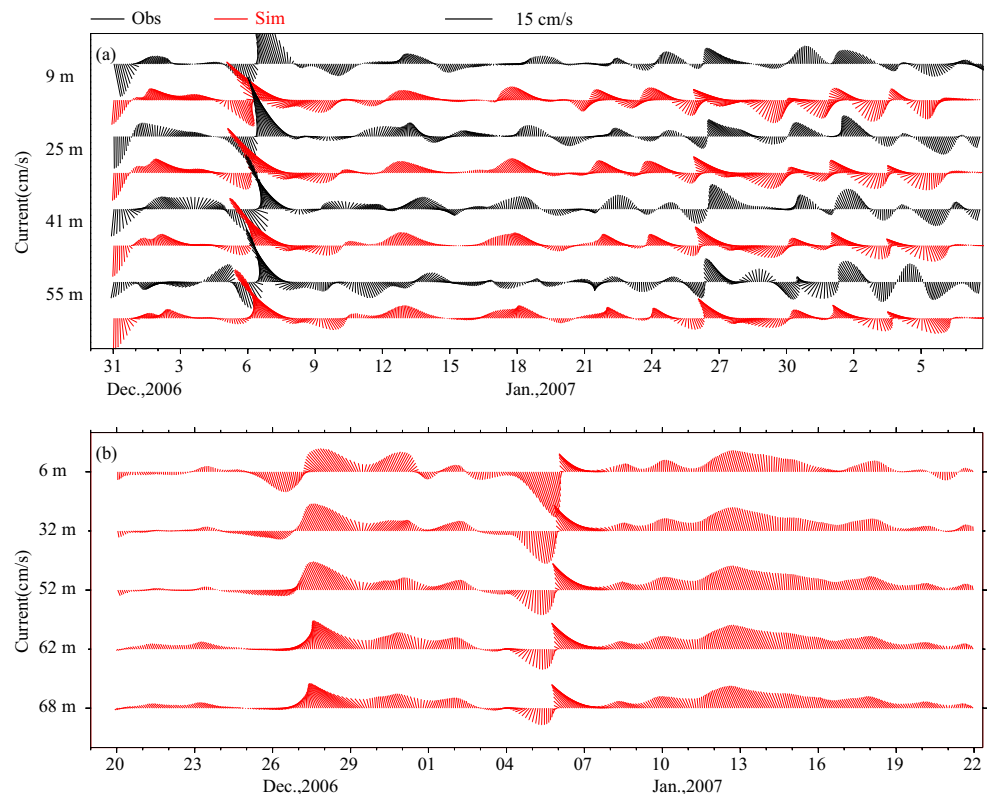 Obs Sim 15 cm/s
(a)
9 m
25 m
41 m
55 m
Current(cm/s)
31 3 6 9 12 15 18 21 24 27 30 2 5
Dec.,2006 Jan.,2007
(b)
6 m
32 m
52 m
62 m
68 m
Current(cm/s)
20 23 26 29 01 04 07 10 13 16 19 22
Dec.,2006 Jan.,2007